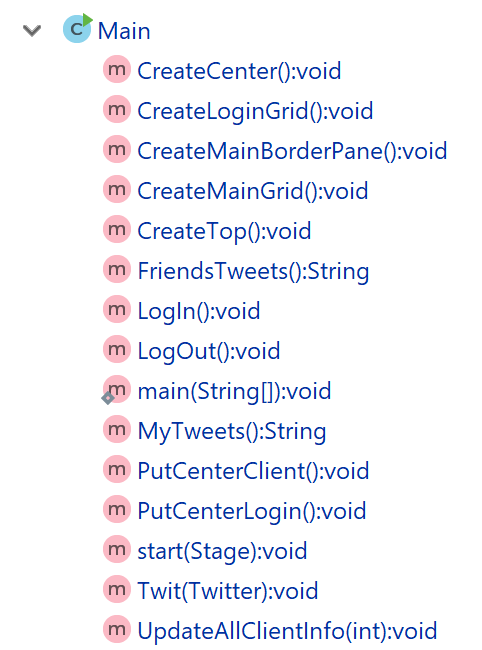 C Main
m CreateCenter():void
m CreateLoginGrid():void
m CreateMainBorderPane():void
m CreateMainGrid():void
m CreateTop():void
m FriendsTweets():String
m LogIn():void
m LogOut():void
m main(String[]):void
m MyTweets():String
m PutCenterClient():void
m PutCenterLogin():void
m start(Stage):void
m Twit(Twitter):void
m UpdateAllClientInfo(int):void